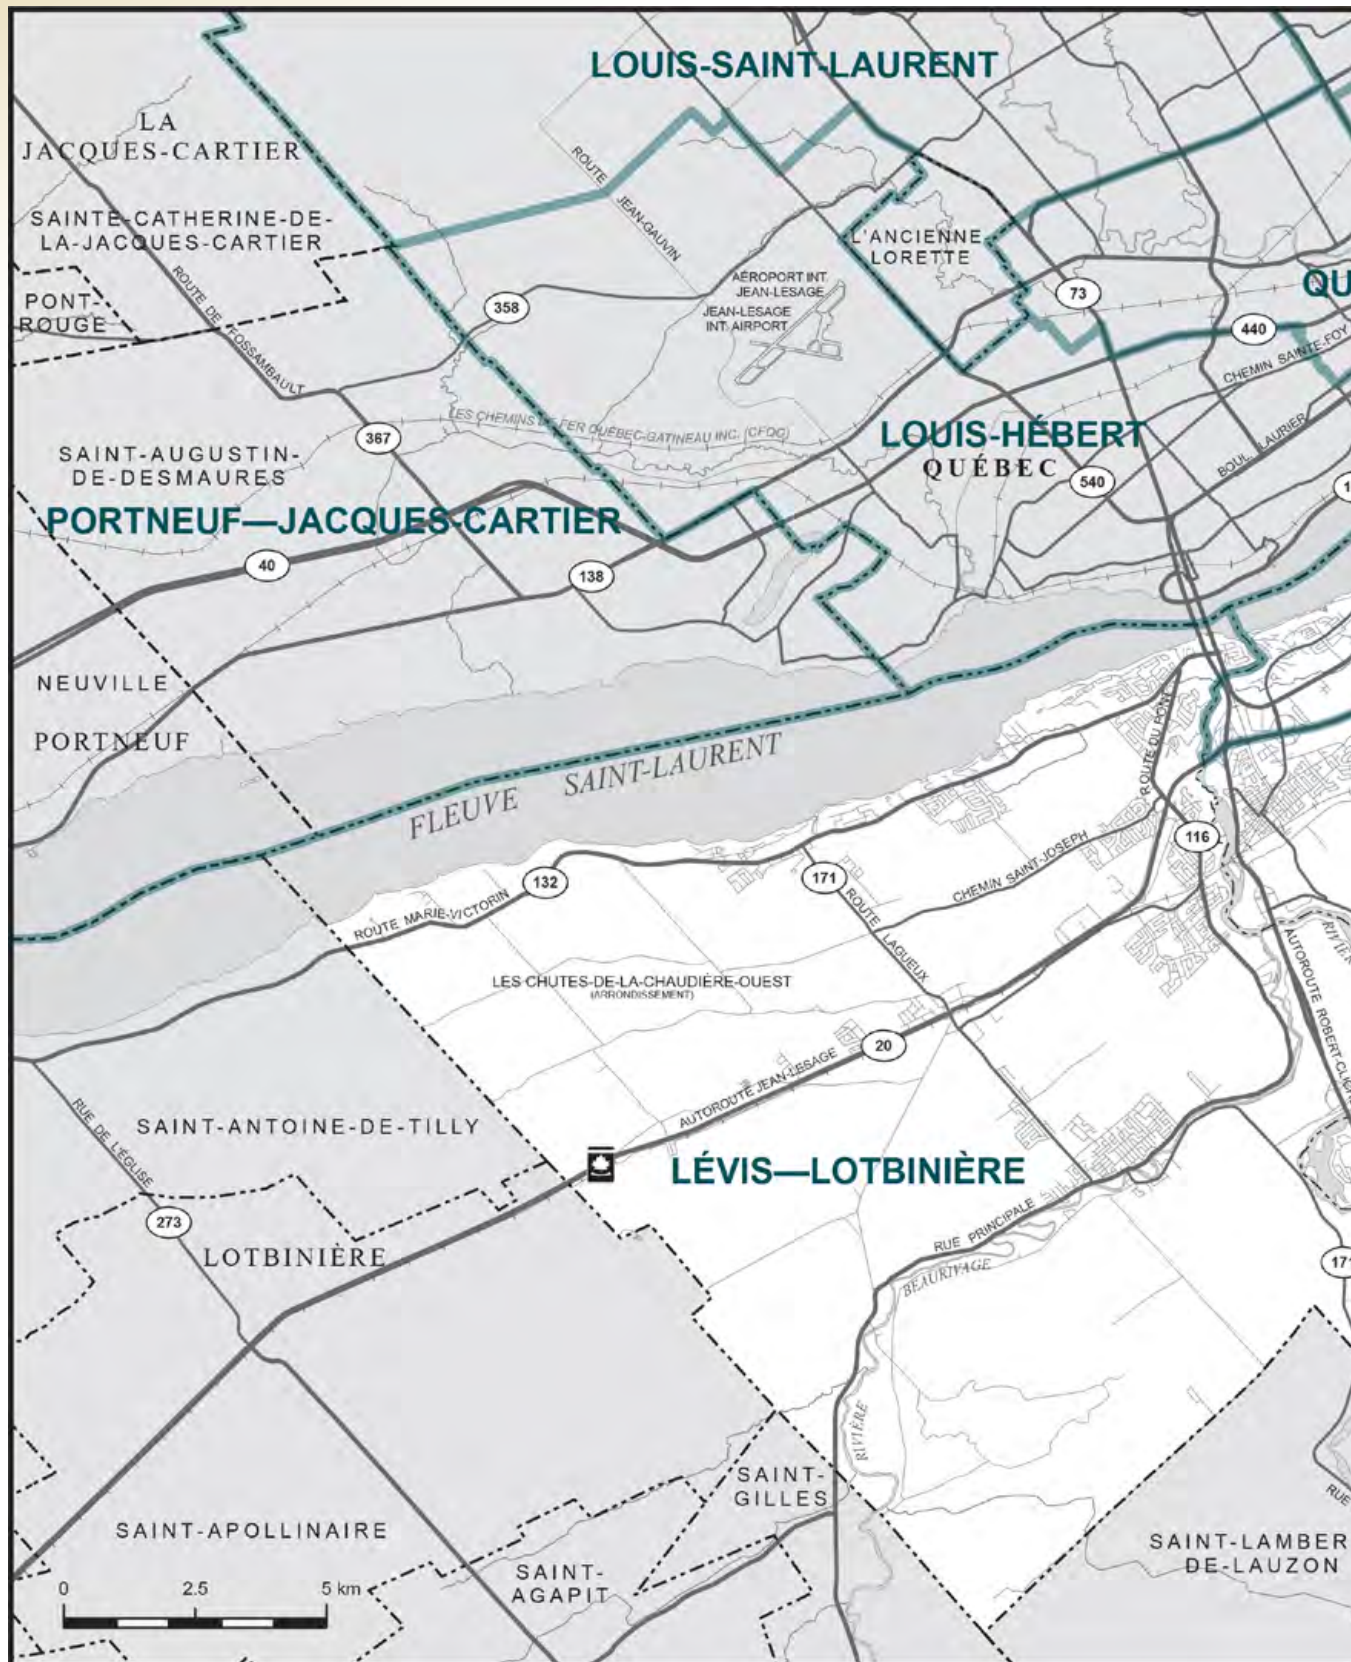 LOUIS-SAINT-LAURENT
LA
JACQUES-CARTIER
ROUTE JEAN-GAUVIN
SAINTE-CATHERINE-DE-
LA-JACQUES-CARTIER
L'ANCIENNE
LORETTE
ROUTE DE FOSSAMBAULT
PONT-
ROUGE
358
AÉROPORT INT.
JEAN-LESAGE
JEAN-LESAGE
INT. AIRPORT
73
QU
440
CHEMIN SAINTE-FOY
LES CHEMINS DE FER QUÉBEC-GATINEAU INC. (CFQG)
367
LOUIS-HÉBERT
QUÉBEC
BOUL. LAURIER
SAINT-AUGUSTIN-
DE-DESMAURES
540
1
PORTNEUF—JACQUES-CARTIER
40
138
NEUVILLE
PORTNEUF
ROUTE DU PONT
FLEUVE SAINT-LAURENT
116
132
171
CHEMIN SAINT-JOSEPH
ROUTE MARIE-VICTORIN
ROUTE LAGUEUX
RIVIÈ
LES CHUTES-DE-LA-CHAUDIÈRE-OUEST
(ARRONDISSEMENT)
AUTOROUTE ROBERT-CLICHE
20
AUTOROUTE JEAN-LESAGE
RUE DE L'ÉGLISE
SAINT-ANTOINE-DE-TILLY
LÉVIS—LOTBINIÈRE
273
RUE PRINCIPALE
LOTBINIÈRE
BEAURIVAGE
171
RIVIÈRE
SAINT-
GILLES
RUE
SAINT-APOLLINAIRE
SAINT-LAMBER
DE-LAUZON
SAINT-
AGAPIT
0 2.5 5 km